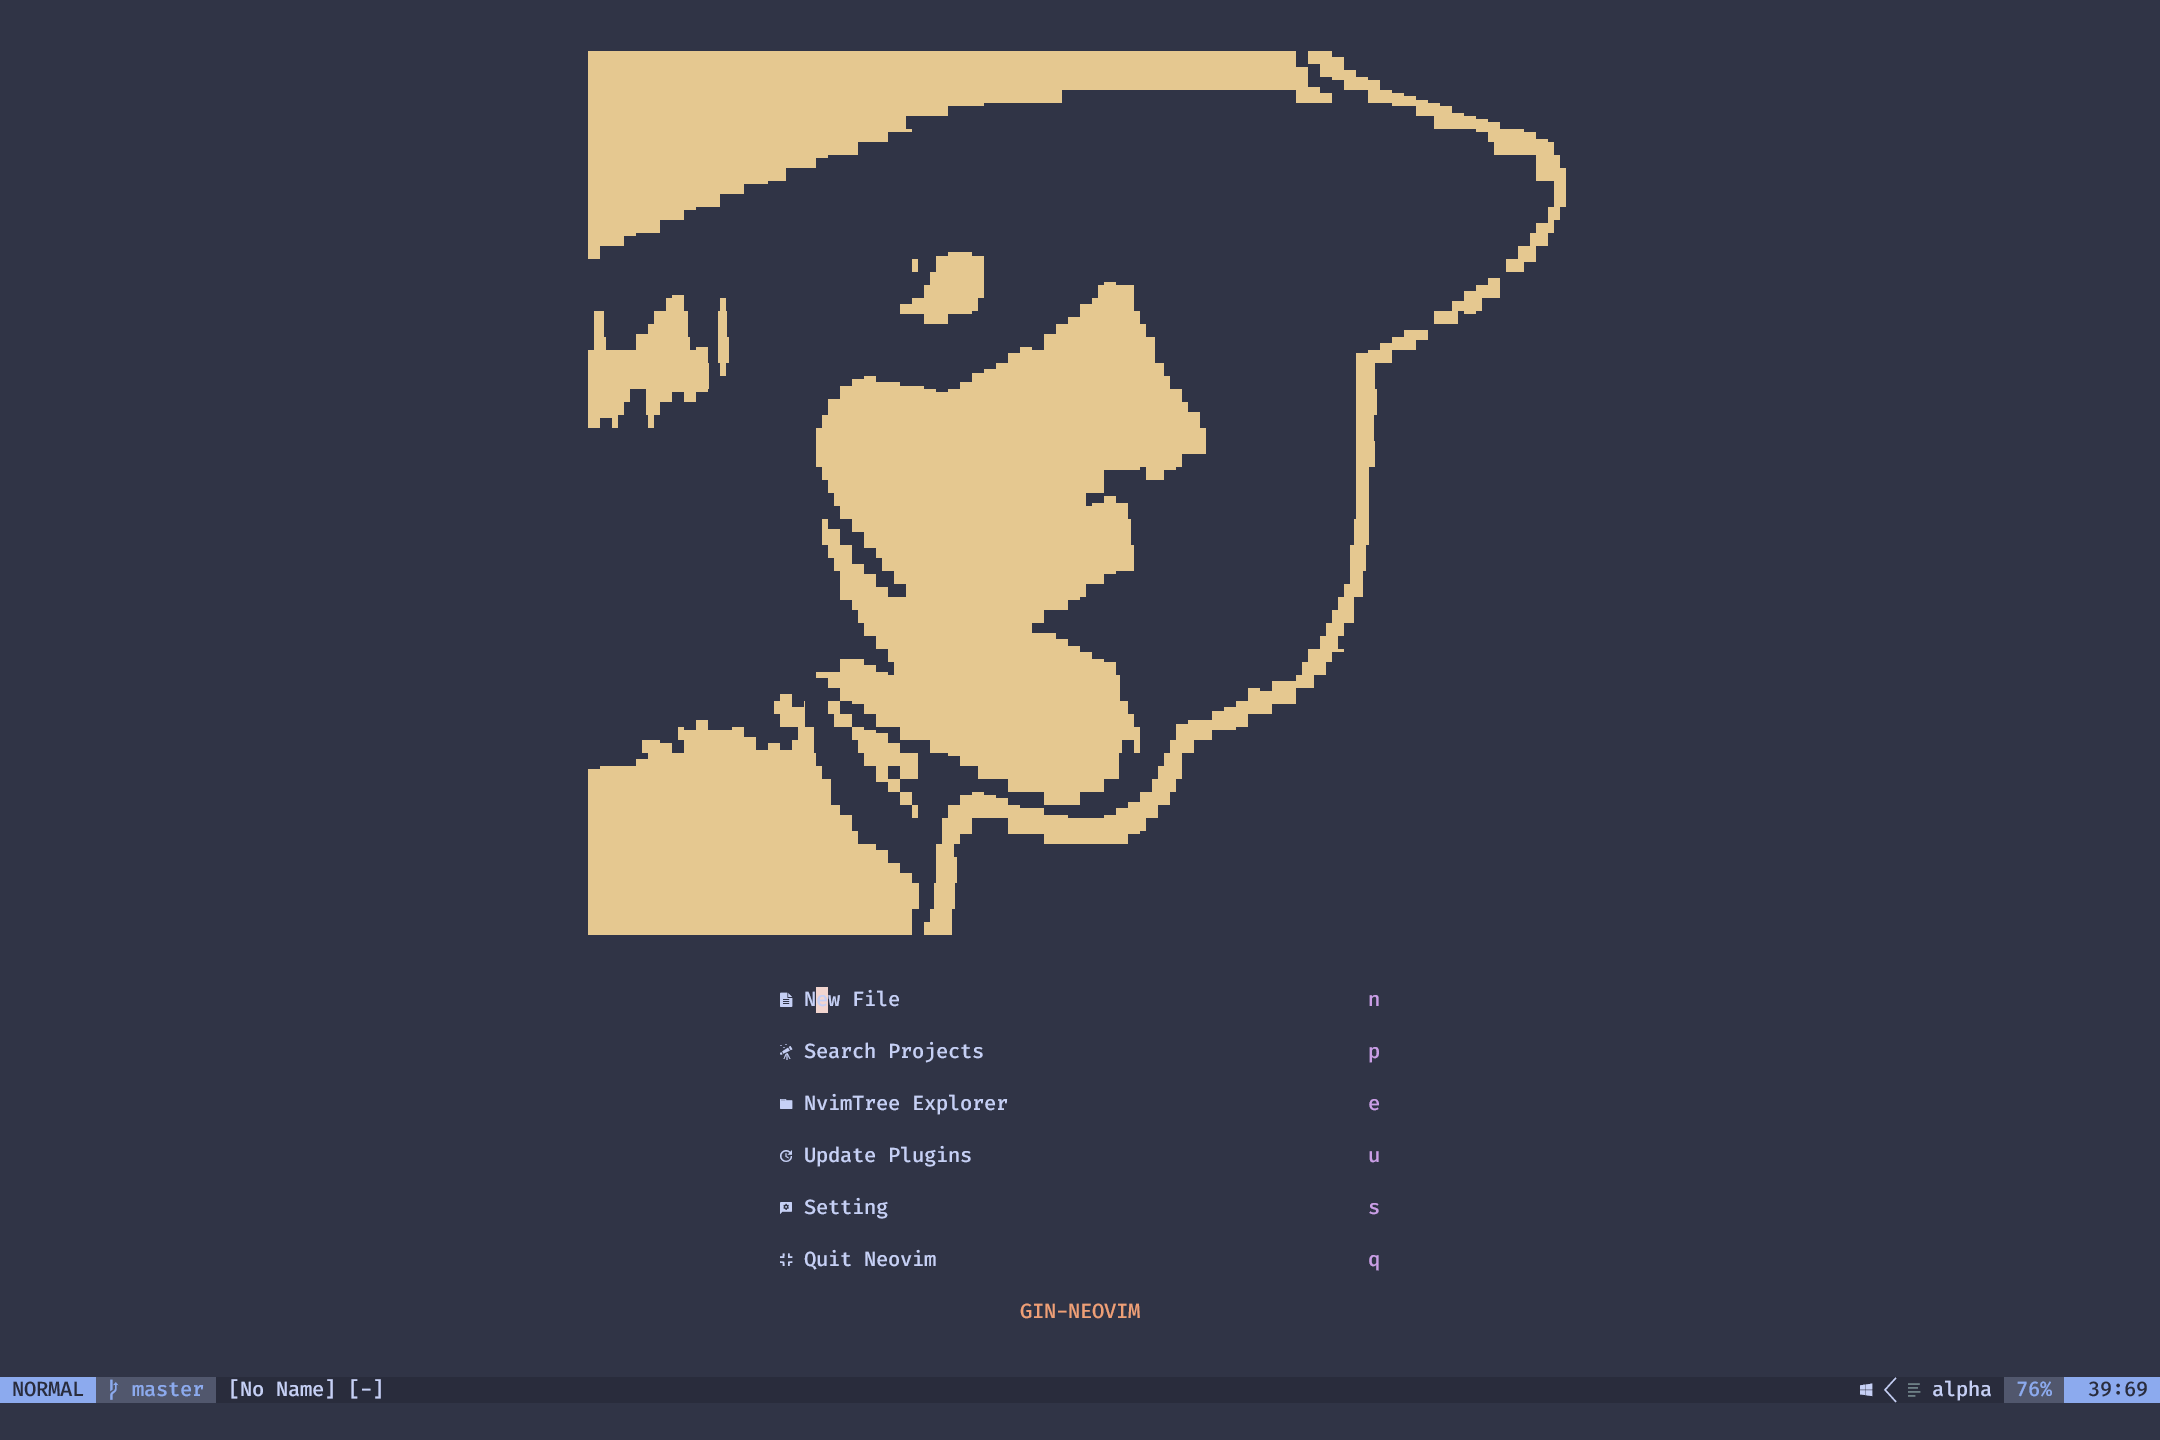 New File n
Search Projects p
NvimTree Explorer e
Update Plugins u
Setting s
Quit Neovim q
GIN-NEOVIM
NORMAL master [No Name] [-] alpha 76% 39:69